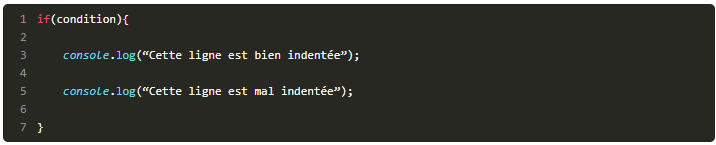 1 if(condition){
2
3     console.log(“Cette ligne est bien indentée”);
4
5     console.log(“Cette ligne est mal indentée”);
6
7 }